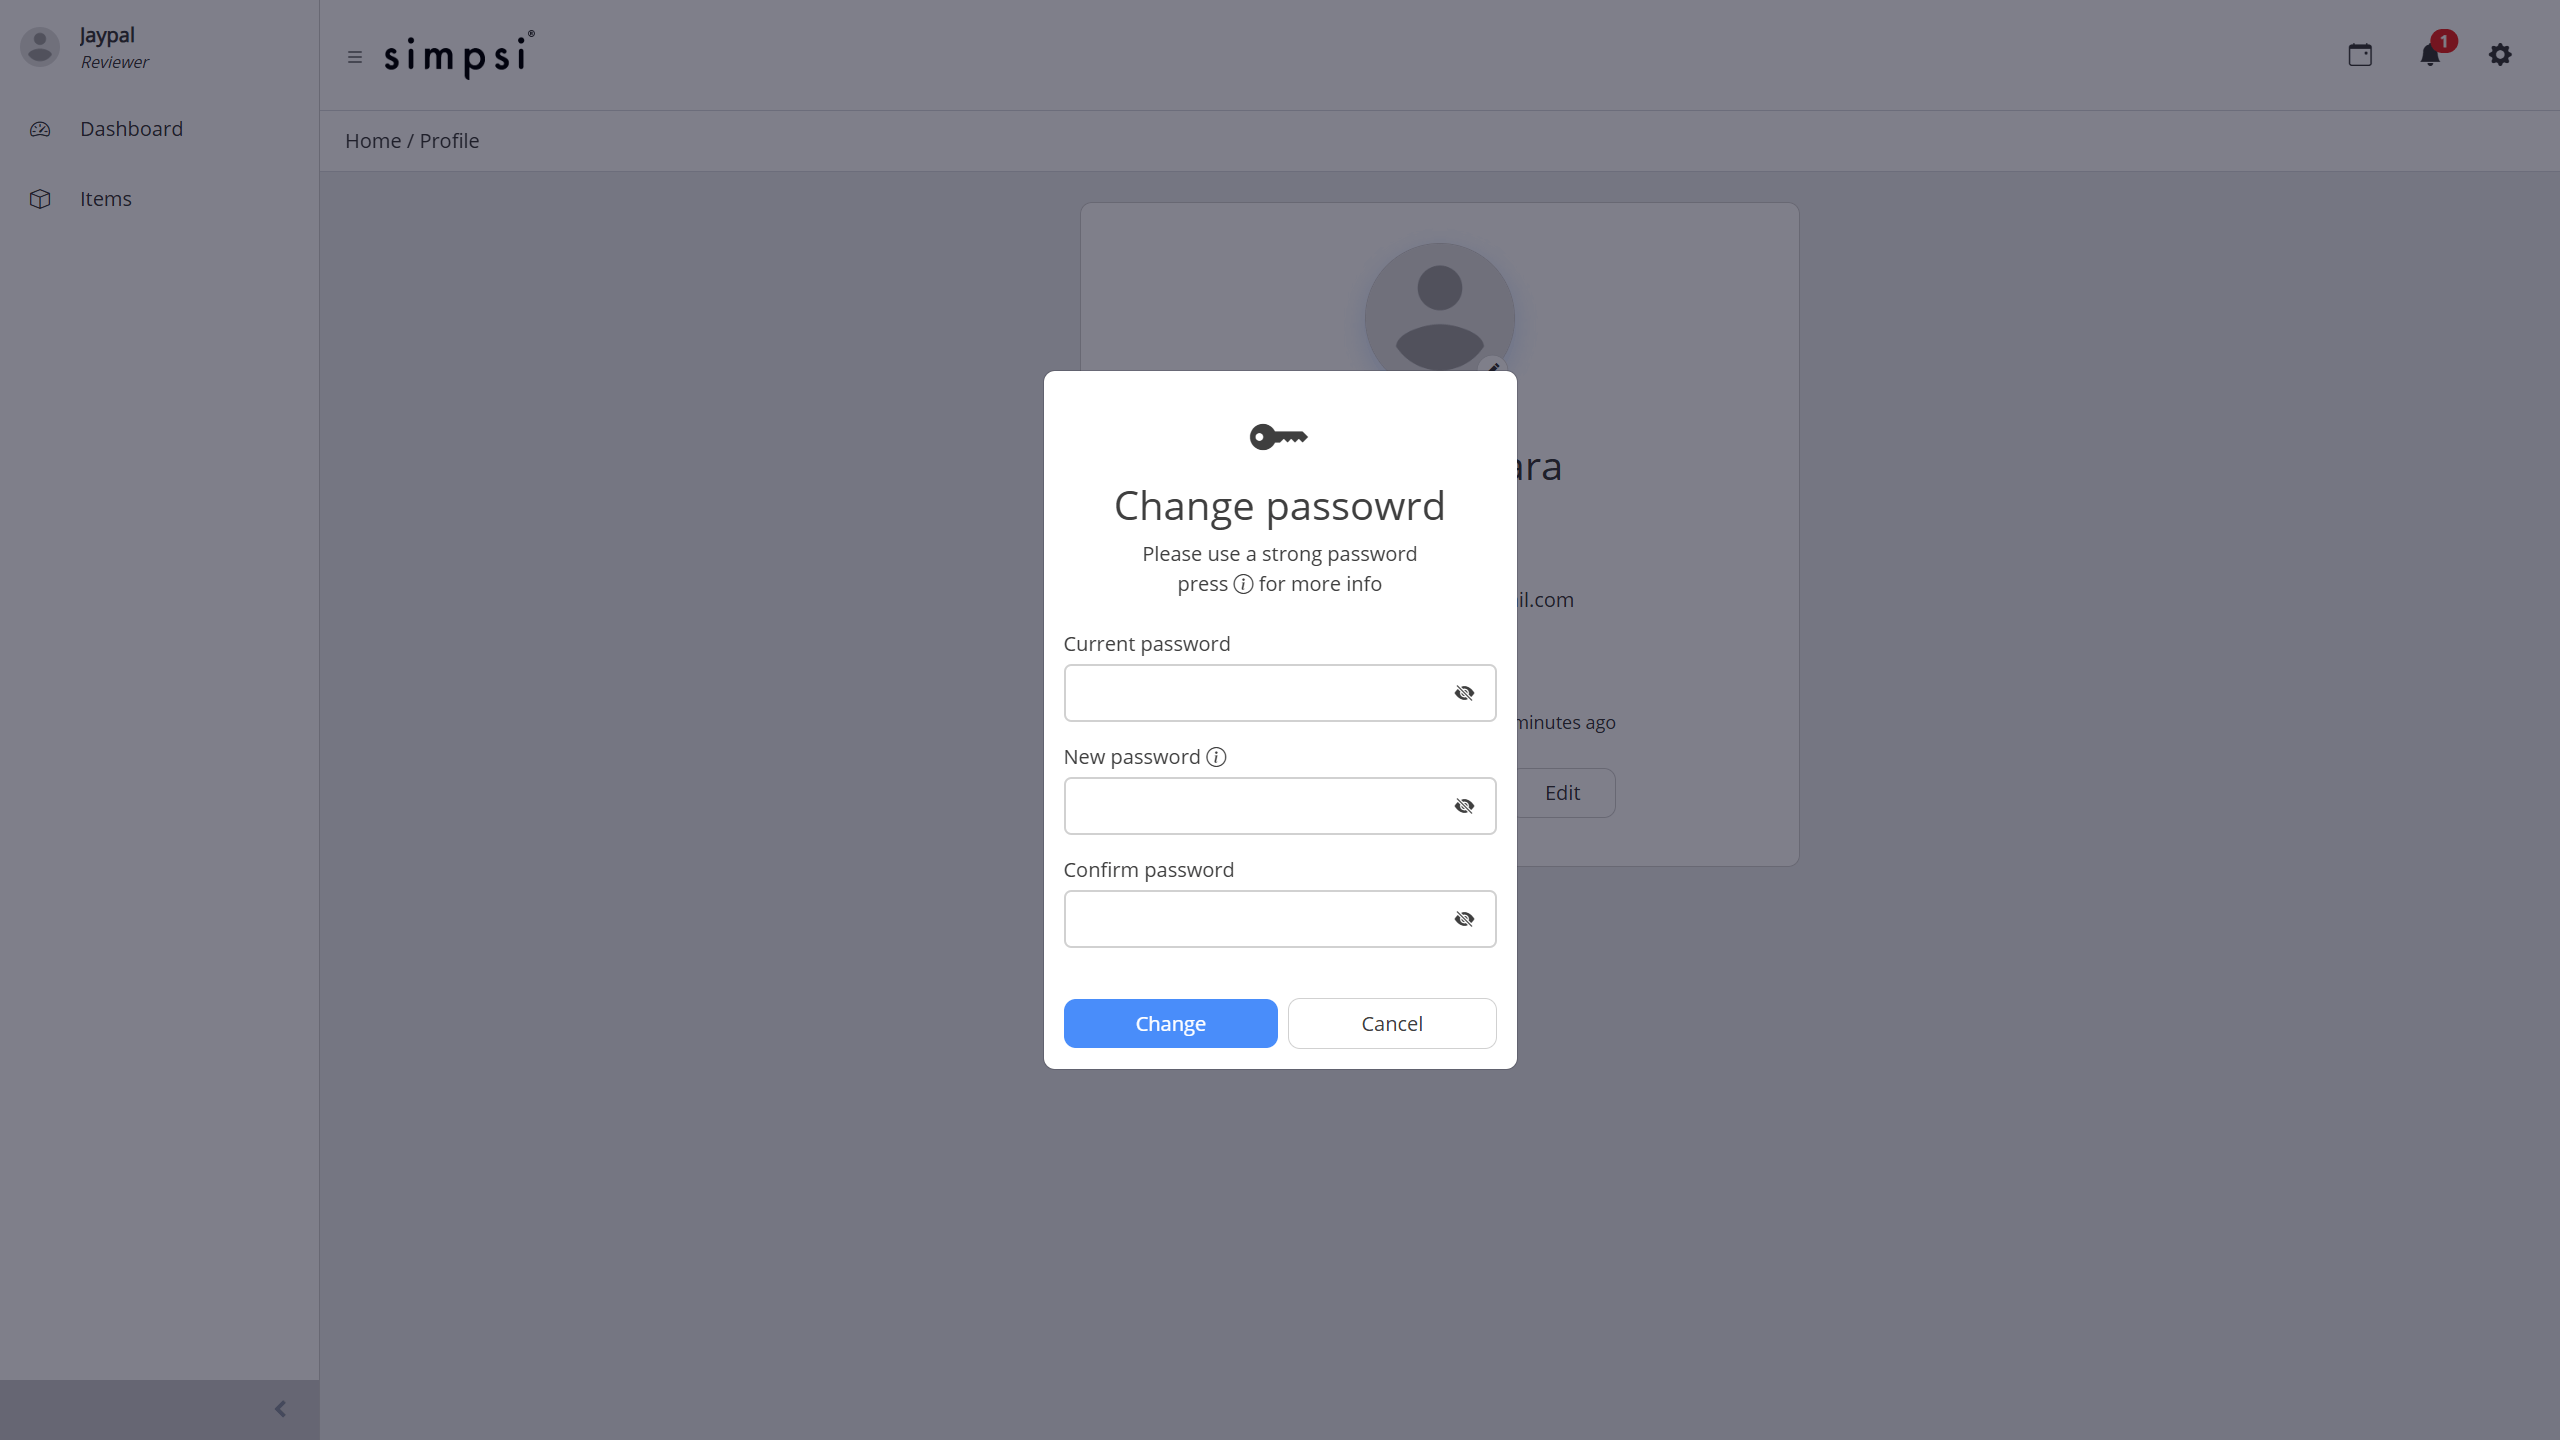 Jaypal
Reviewer
Dashboard
Items
simpsi®
1
Home / Profile
Change passowrd
Please use a strong password
press ⓘ for more info
Current password
New password ⓘ
Confirm password
Change
Cancel
ara
il.com
minutes ago
Edit